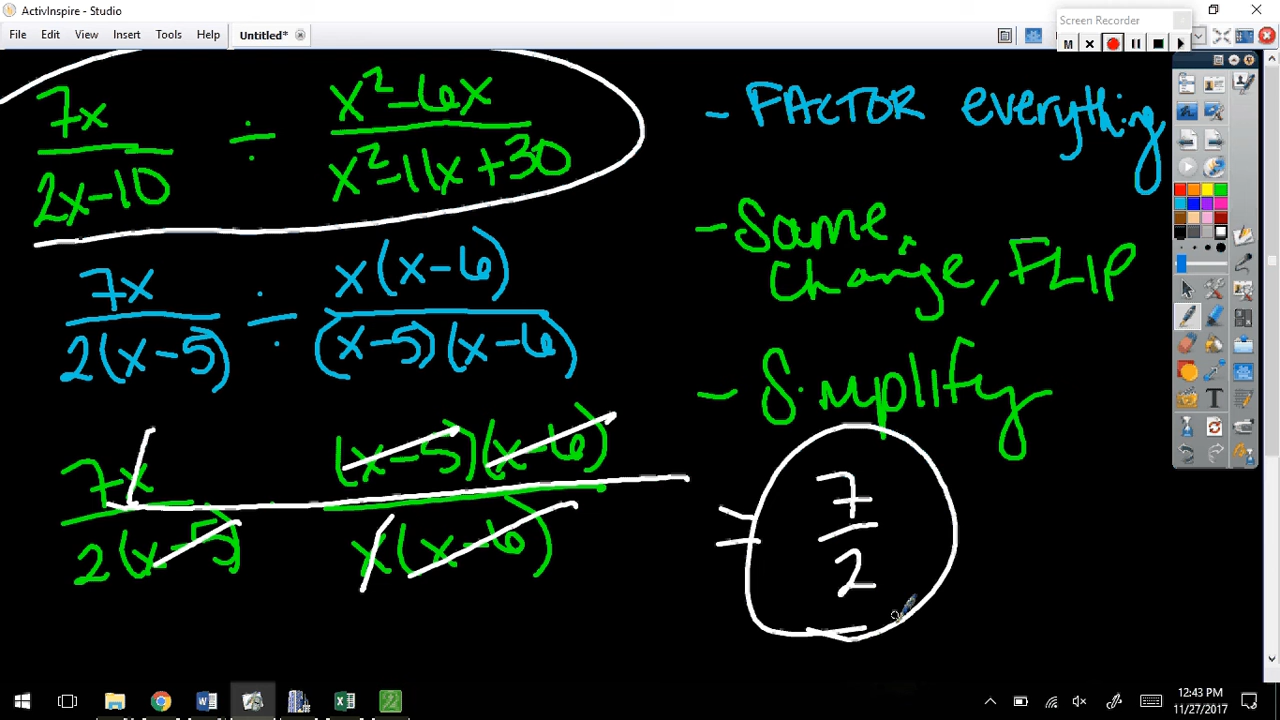 ActivInspire - Studio
Screen Recorder
File Edit View Insert Tools Help Untitled*
M
7x / 2x-10 ÷ x²-6x / x²-11x+30
7x / 2(x-5) ÷ x(x-6) / (x-5)(x-6)
7x / 2(x-5) (x-5)(x-6) / x(x-6)
- FACTOR everything
- Same,
Change, FLIP
- Simplify
= 7/2
T
12:43 PM
11/27/2017